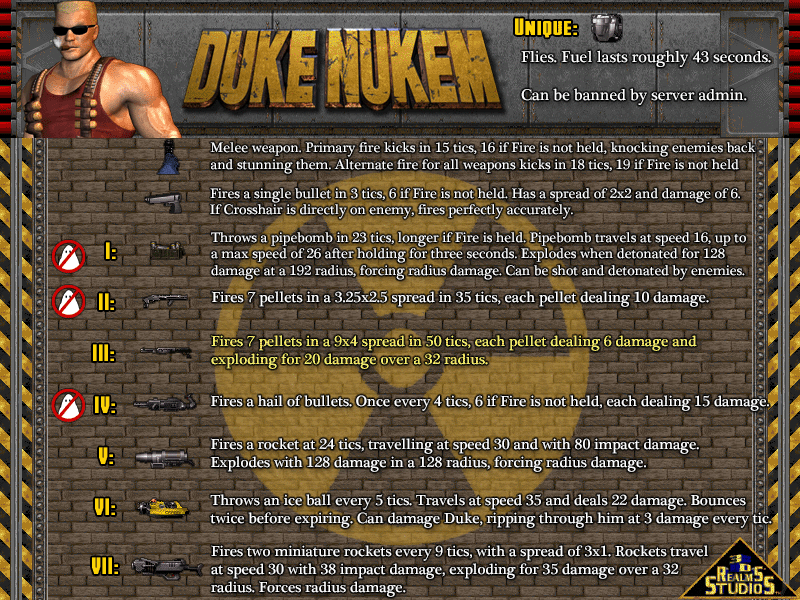 DUKE NUKEM
UNIQUE:
Flies. Fuel lasts roughly 43 seconds.
Can be banned by server admin.
Melee weapon. Primary fire kicks in 15 tics, 16 if Fire is not held, knocking enemies back
and stunning them. Alternate fire for all weapons kicks in 18 tics, 19 if Fire is not held
Fires a single bullet in 3 tics, 6 if Fire is not held. Has a spread of 2x2 and damage of 6.
If Crosshair is directly on enemy, fires perfectly accurately.
I:
Throws a pipebomb in 23 tics, longer if Fire is held. Pipebomb travels at speed 16, up to
a max speed of 26 after holding for three seconds. Explodes when detonated for 128
damage at a 192 radius, forcing radius damage. Can be shot and detonated by enemies.
II:
Fires 7 pellets in a 3.25x2.5 spread in 35 tics, each pellet dealing 10 damage.
III:
Fires 7 pellets in a 9x4 spread in 50 tics, each pellet dealing 6 damage and
exploding for 20 damage over a 32 radius.
IV:
Fires a hail of bullets. Once every 4 tics, 6 if Fire is not held, each dealing 15 damage.
V:
Fires a rocket at 24 tics, travelling at speed 30 and with 80 impact damage.
Explodes with 128 damage in a 128 radius, forcing radius damage.
VI:
Throws an ice ball every 5 tics. Travels at speed 35 and deals 22 damage. Bounces
twice before expiring. Can damage Duke, ripping through him at 3 damage every tic.
VII:
Fires two miniature rockets every 9 tics, with a spread of 3x1. Rockets travel
at speed 30 with 38 impact damage, exploding for 35 damage over a 32
radius. Forces radius damage.
3D
REALMS
STUDIOS